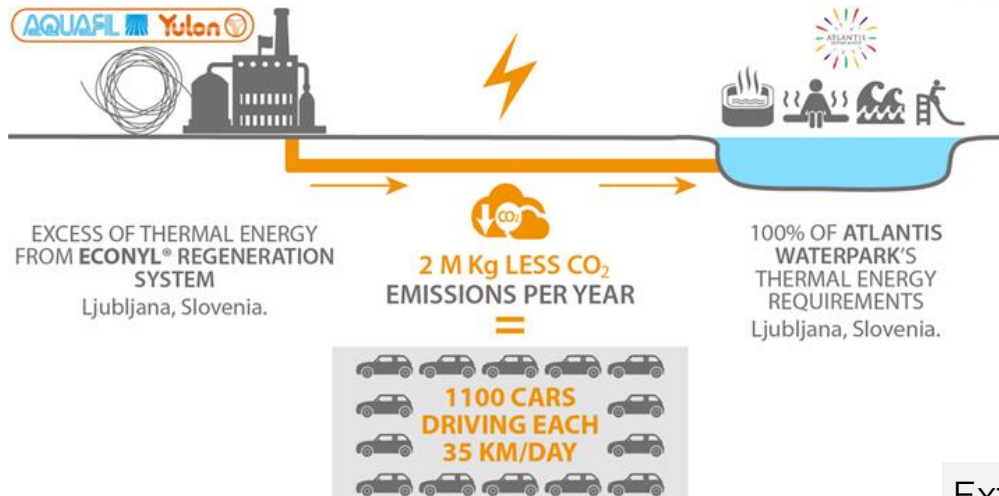 AQUAFIL Yulon
ATLANTIS
EXCESS OF THERMAL ENERGY
FROM ECONYL® REGENERATION
SYSTEM
Ljubljana, Slovenia.
CO₂
2 M Kg LESS CO₂
EMISSIONS PER YEAR
=
1100 CARS
DRIVING EACH
35 KM/DAY
100% OF ATLANTIS
WATERPARK'S
THERMAL ENERGY
REQUIREMENTS
Ljubljana, Slovenia.